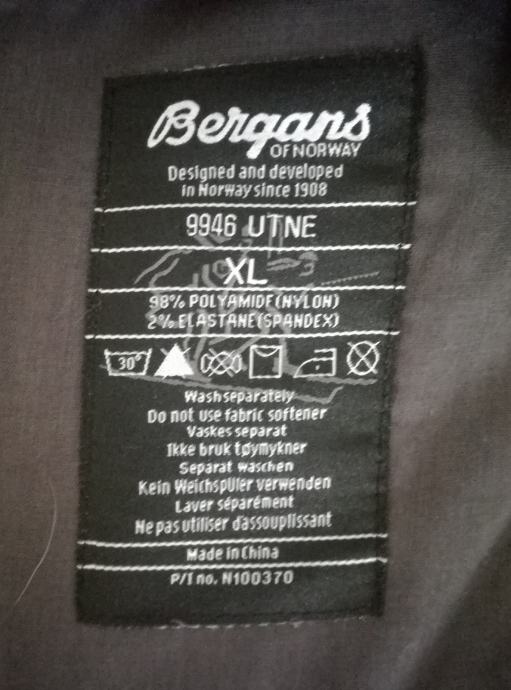 Bergans
OF NORWAY
Designed and developed
in Norway since 1908
9946 UTNE
XL
98% POLYAMIDE(NYLON)
2% ELASTANE(SPANDEX)
30°
Wash separately
Do not use fabric softener
Vaskes separat
Ikke bruk tøymykner
Separat waschen
Kein Weichspüler verwenden
Laver séparément
Ne pas utiliser d'assouplissant
Made in China
P/I no. N100370